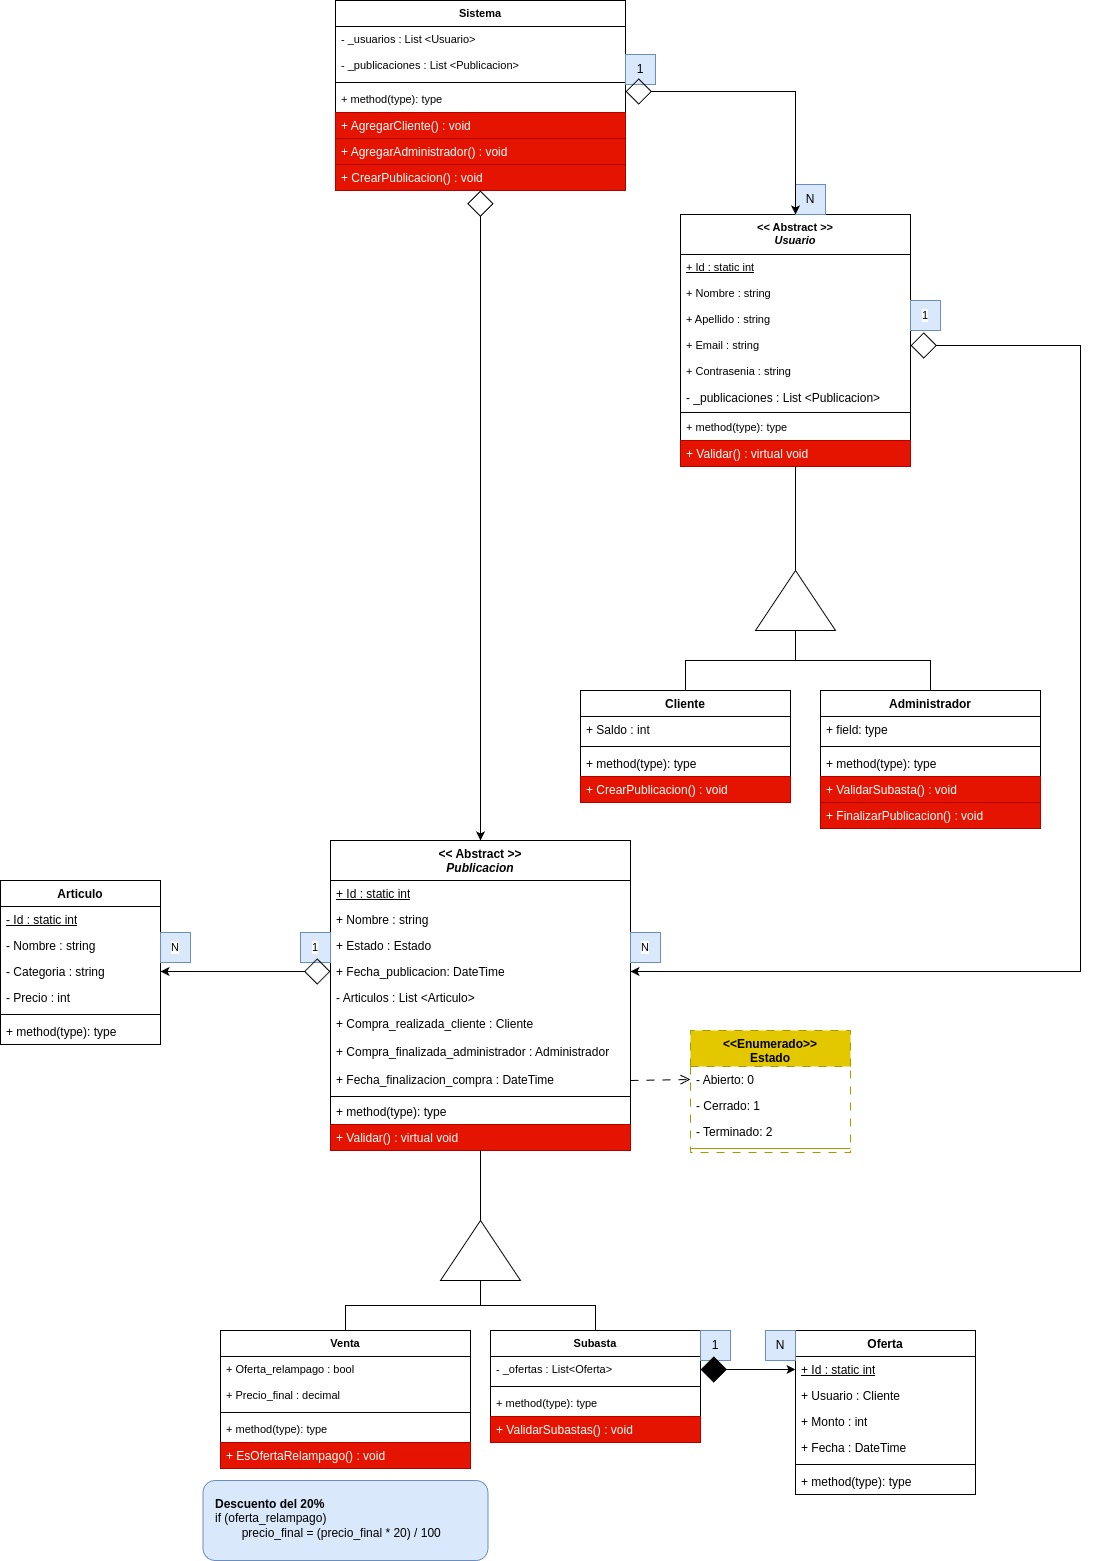 Sistema
- _usuarios : List <Usuario>
- _publicaciones : List <Publicacion>
+ method(type): type
+ AgregarCliente() : void
+ AgregarAdministrador() : void
+ CrearPublicacion() : void
1
N
<< Abstract >>
Usuario
+ Id : static int
+ Nombre : string
+ Apellido : string
+ Email : string
+ Contrasenia : string
- _publicaciones : List <Publicacion>
+ method(type): type
+ Validar() : virtual void
1
Cliente
+ Saldo : int
+ method(type): type
+ CrearPublicacion() : void
Administrador
+ field: type
+ method(type): type
+ ValidarSubasta() : void
+ FinalizarPublicacion() : void
Articulo
- Id : static int
- Nombre : string
- Categoria : string
- Precio : int
+ method(type): type
N
1
<< Abstract >>
Publicacion
+ Id : static int
+ Nombre : string
+ Estado : Estado
+ Fecha_publicacion: DateTime
- Articulos : List <Articulo>
+ Compra_realizada_cliente : Cliente
+ Compra_finalizada_administrador : Administrador
+ Fecha_finalizacion_compra : DateTime
+ method(type): type
+ Validar() : virtual void
N
<<Enumerado>>
Estado
- Abierto: 0
- Cerrado: 1
- Terminado: 2
Venta
+ Oferta_relampago : bool
+ Precio_final : decimal
+ method(type): type
+ EsOfertaRelampago() : void
Subasta
- _ofertas : List<Oferta>
+ method(type): type
+ ValidarSubastas() : void
1
N
Oferta
+ Id : static int
+ Usuario : Cliente
+ Monto : int
+ Fecha : DateTime
+ method(type): type
Descuento del 20%
if (oferta_relampago)
precio_final = (precio_final * 20) / 100